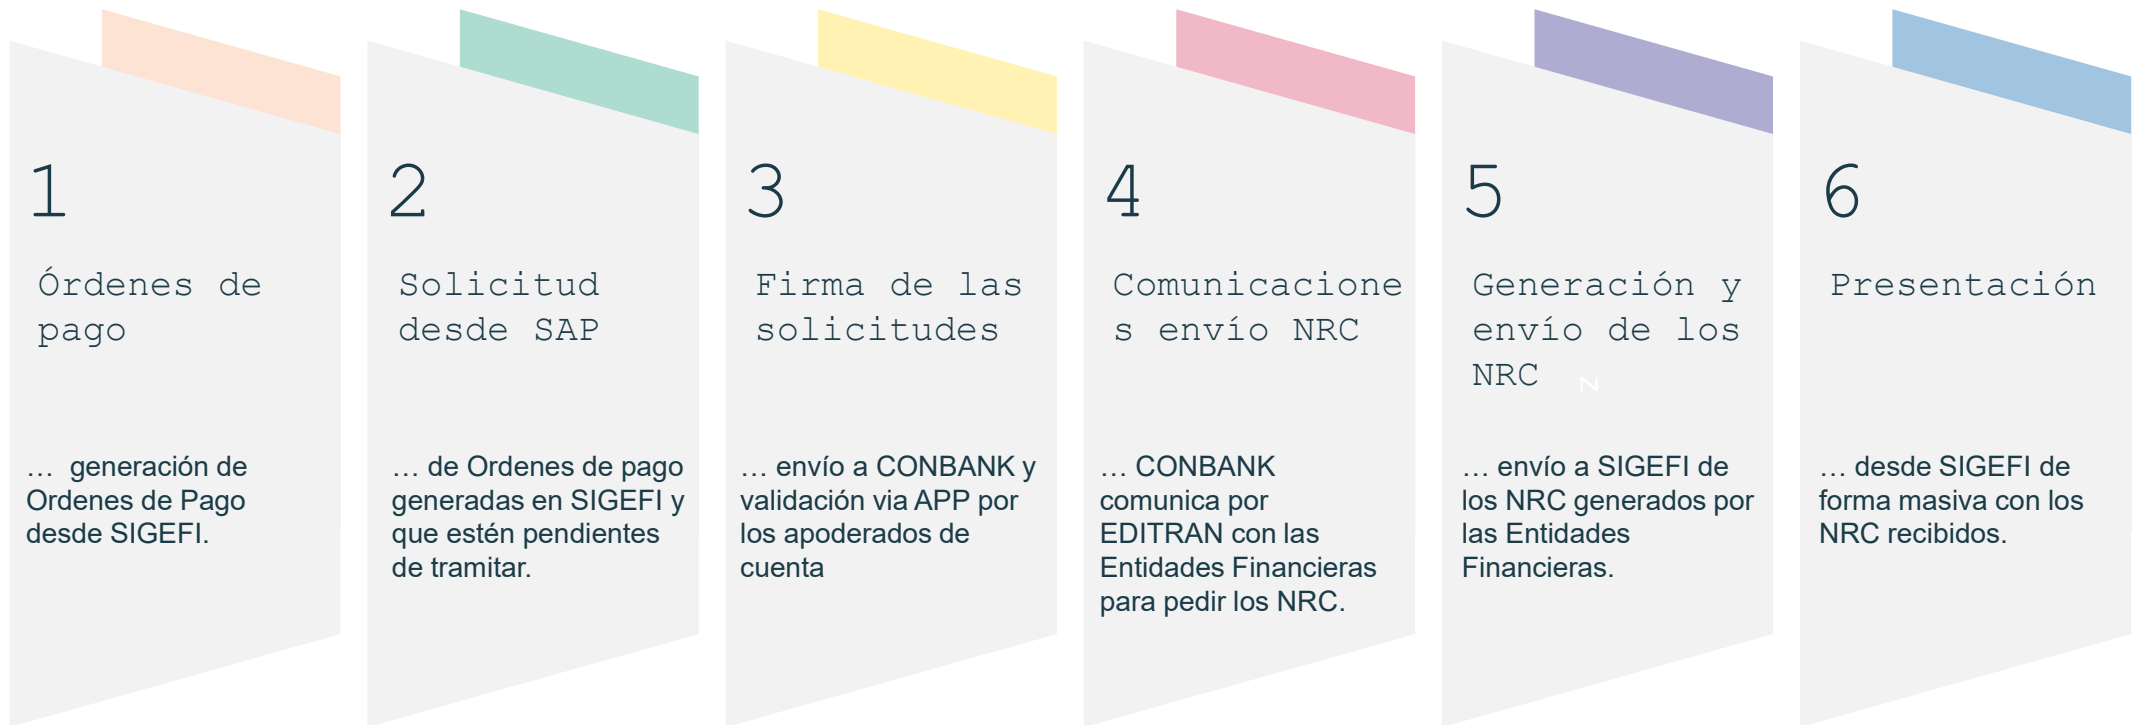 1
Órdenes de
pago
… generación de
Ordenes de Pago
desde SIGEFI.
2
Solicitud
desde SAP
… de Ordenes de pago
generadas en SIGEFI y
que estén pendientes
de tramitar.
3
Firma de las
solicitudes
… envío a CONBANK y
validación via APP por
los apoderados de
cuenta
4
Comunicacione
s envío NRC
… CONBANK
comunica por
EDITRAN con las
Entidades Financieras
para pedir los NRC.
5
Generación y
envío de los
NRC
N
… envío a SIGEFI de
los NRC generados por
las Entidades
Financieras.
6
Presentación
… desde SIGEFI de
forma masiva con los
NRC recibidos.